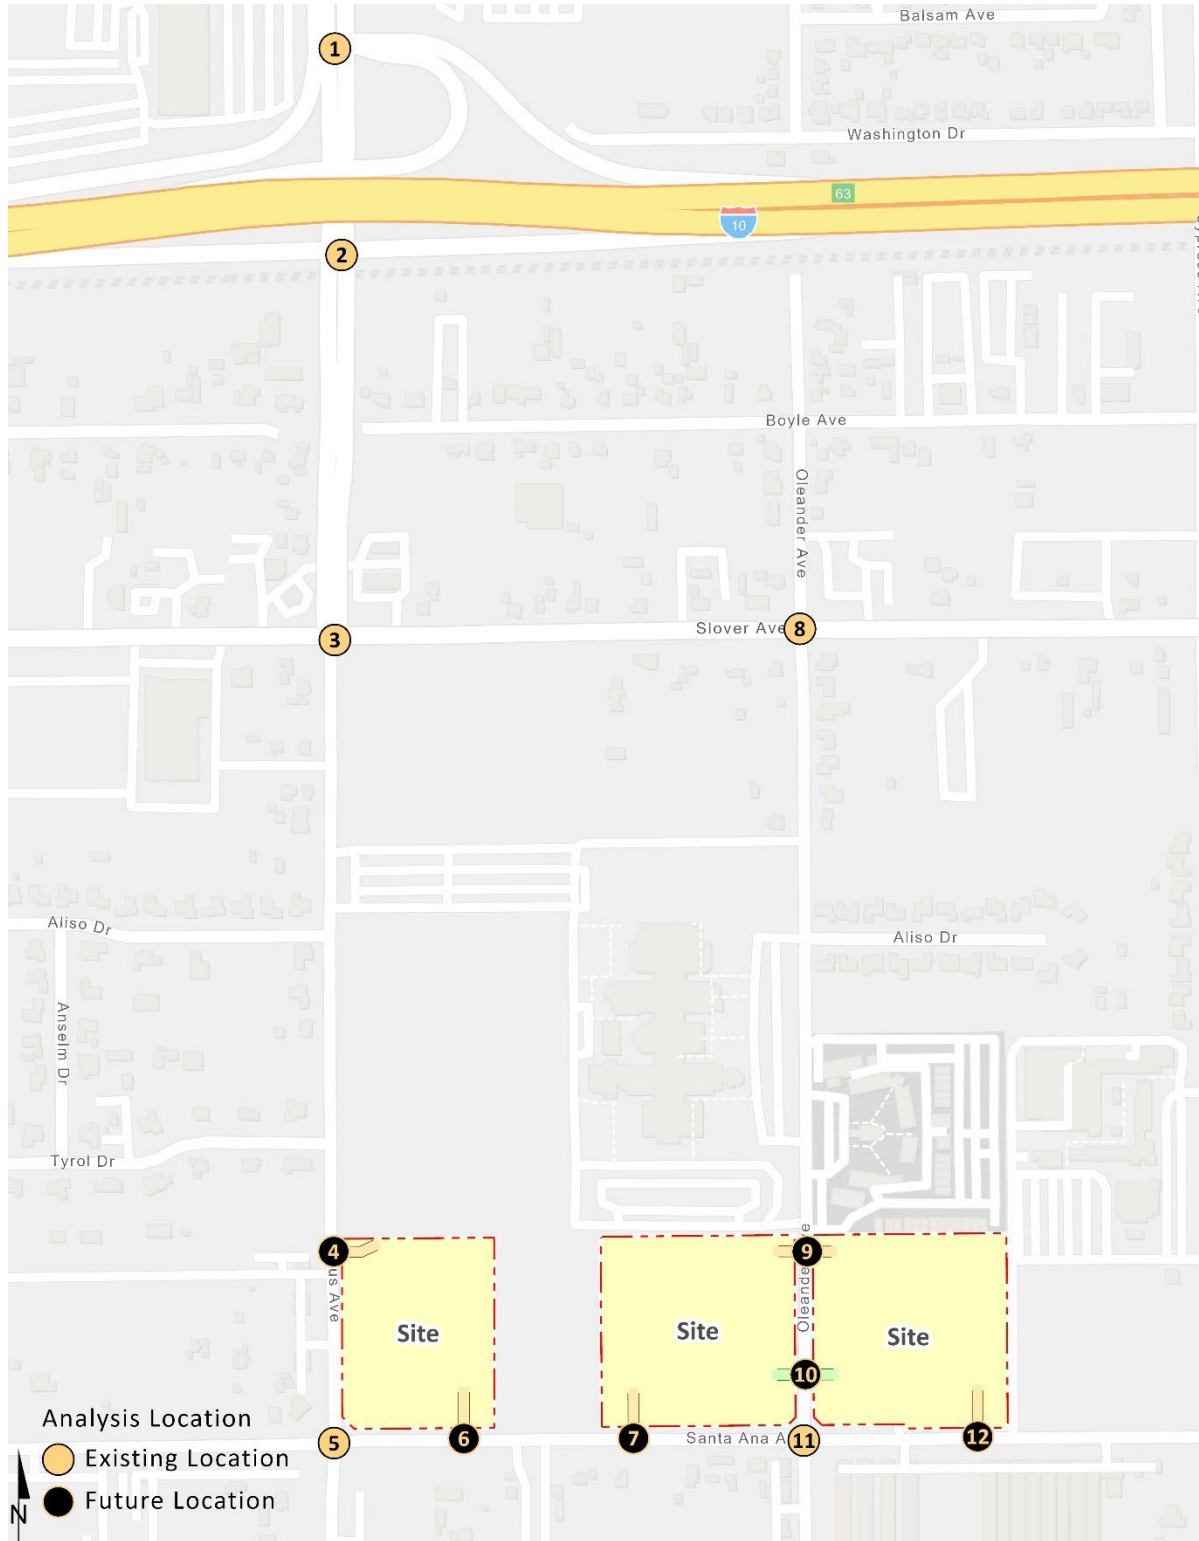 Balsam Ave
1
Washington Dr
63
10
2
Boyle Ave
Oleander Ave
Slover Ave
8
3
Aliso Dr
Aliso Dr
Anselm Dr
Tyrol Dr
4
9
us Ave
Oleande
ve
Site
Site
Site
10
Analysis Location
5
Existing Location
6
7
Santa Ana A
11
12
Future Location
N